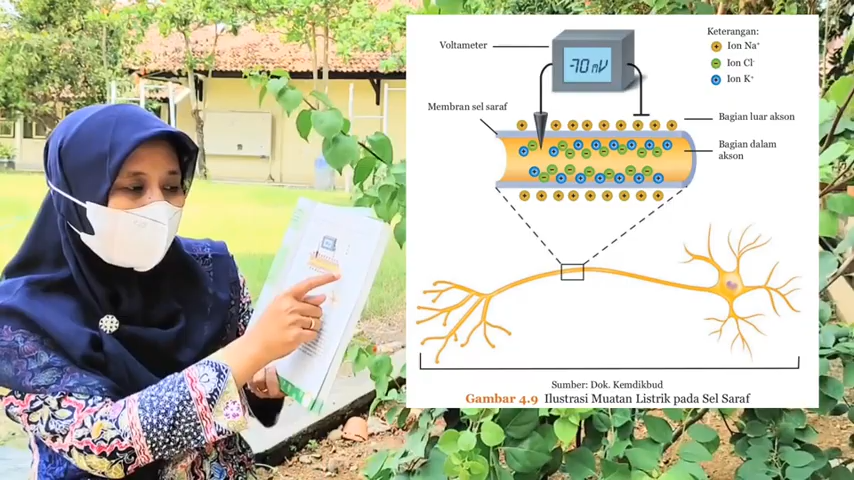 Voltameter
-70 mV
Keterangan:
Ion Na+
Ion Cl-
Ion K+
Membran sel saraf
Bagian luar akson
Bagian dalam
akson
Sumber: Dok. Kemdikbud
Gambar 4.9 Ilustrasi Muatan Listrik pada Sel Saraf